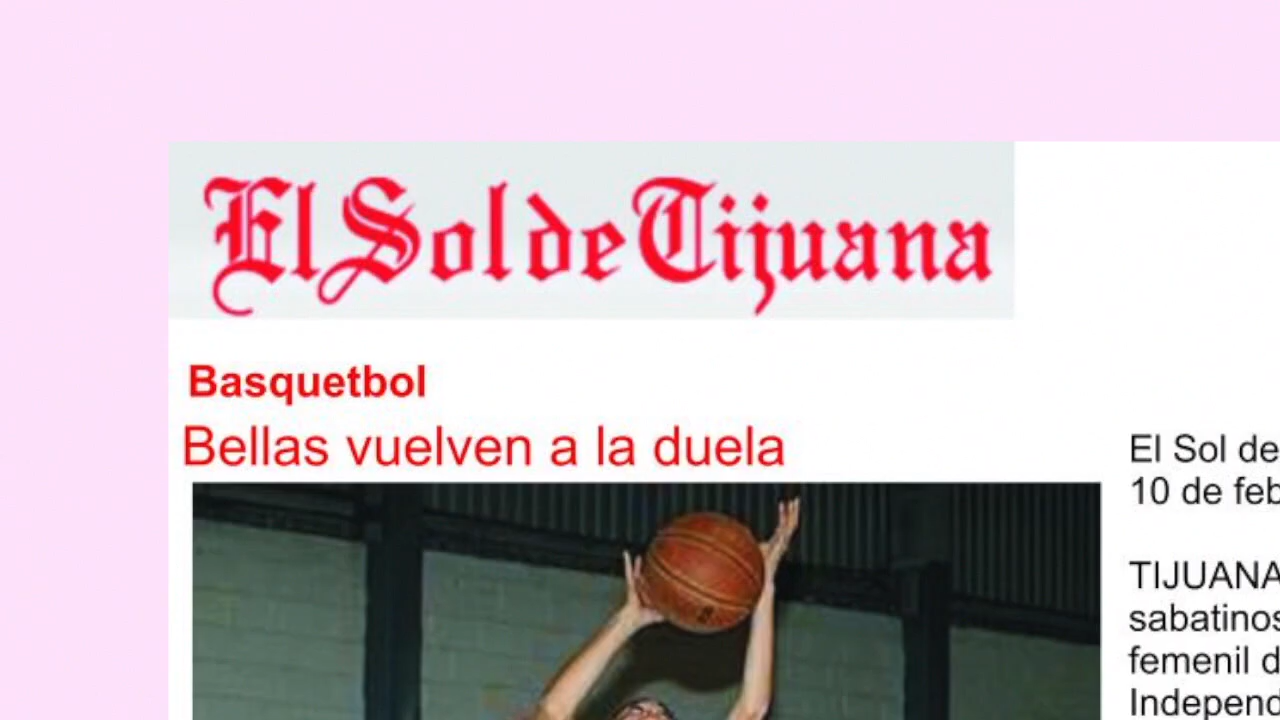 El Sol de Tijuana
Basquetbol
Bellas vuelven a la duela
El Sol de
10 de feb
TIJUANA
sabatinos
femenil d
Independ